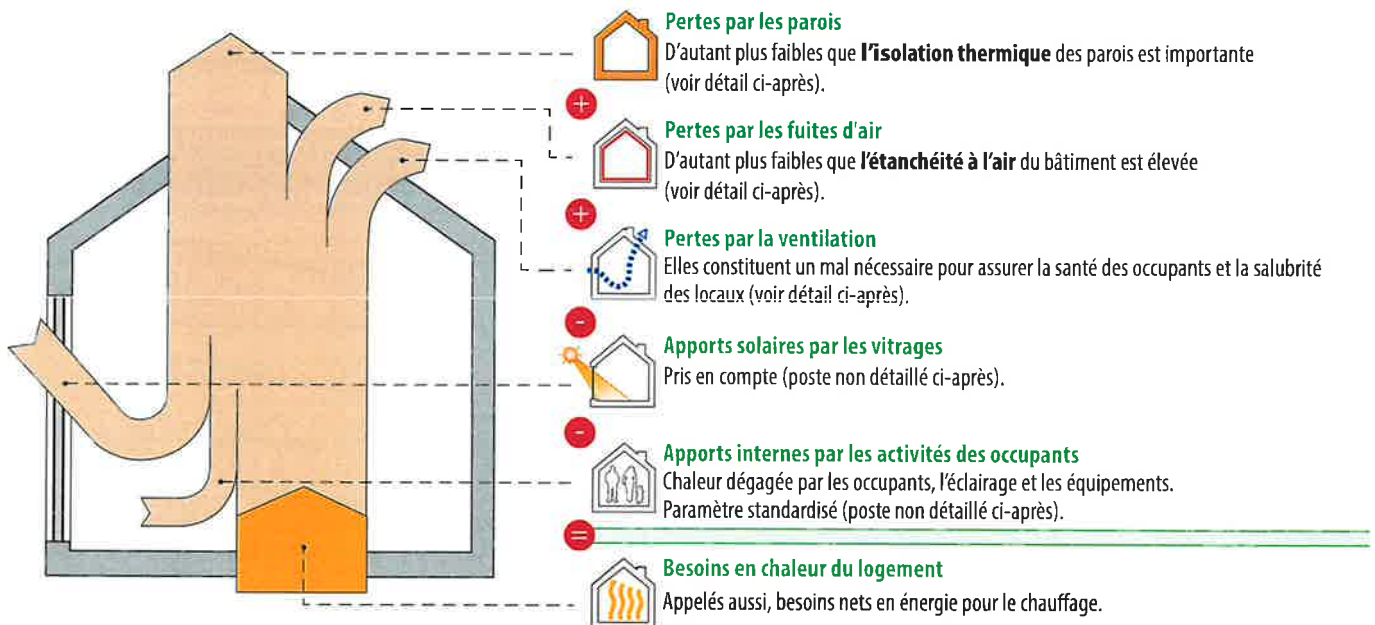 Pertes par les parois
D'autant plus faibles que l'isolation thermique des parois est importante
(voir détail ci-après).
+
Pertes par les fuites d'air
D'autant plus faibles que l'étanchéité à l'air du bâtiment est élevée
(voir détail ci-après).
+
Pertes par la ventilation
Elles constituent un mal nécessaire pour assurer la santé des occupants et la salubrité
des locaux (voir détail ci-après).
-
Apports solaires par les vitrages
Pris en compte (poste non détaillé ci-après).
-
Apports internes par les activités des occupants
Chaleur dégagée par les occupants, l'éclairage et les équipements.
Paramètre standardisé (poste non détaillé ci-après).
=
Besoins en chaleur du logement
Appelés aussi, besoins nets en énergie pour le chauffage.